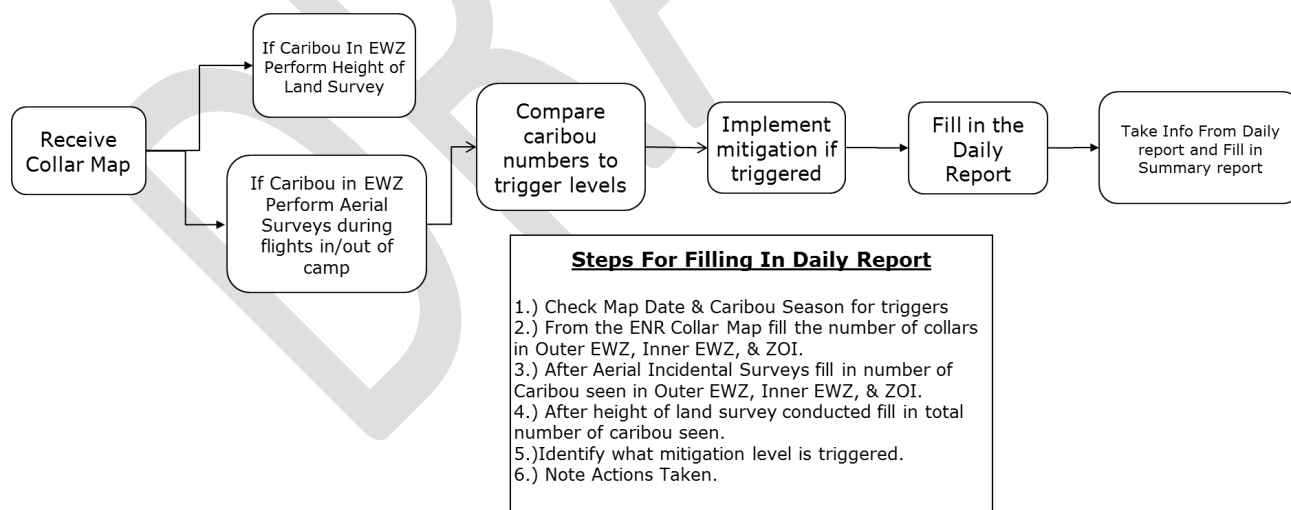 If Caribou In EWZ
Perform Height of
Land Survey
Receive
Collar Map
If Caribou in EWZ
Perform Aerial
Surveys during
flights in/out of
camp
Compare
caribou
numbers to
trigger levels
Implement
mitigation if
triggered
Fill in the
Daily
Report
Take Info From Daily
report and Fill in
Summary report
Steps For Filling In Daily Report
1.) Check Map Date & Caribou Season for triggers
2.) From the ENR Collar Map fill the number of collars
in Outer EWZ, Inner EWZ, & ZOI.
3.) After Aerial Incidental Surveys fill in number of
Caribou seen in Outer EWZ, Inner EWZ, & ZOI.
4.) After height of land survey conducted fill in total
number of caribou seen.
5.)Identify what mitigation level is triggered.
6.) Note Actions Taken.